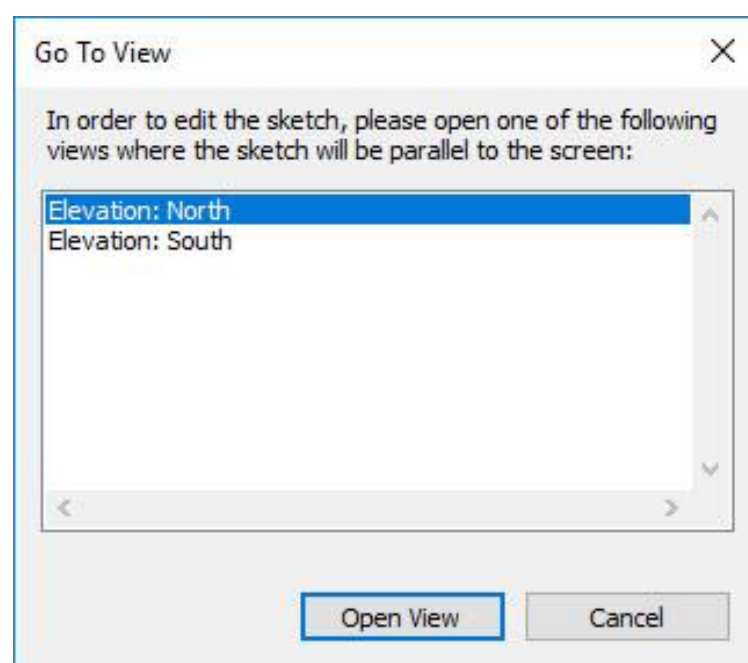 Go To View
In order to edit the sketch, please open one of the following
views where the sketch will be parallel to the screen:
Elevation: North
Elevation: South
Open View
Cancel